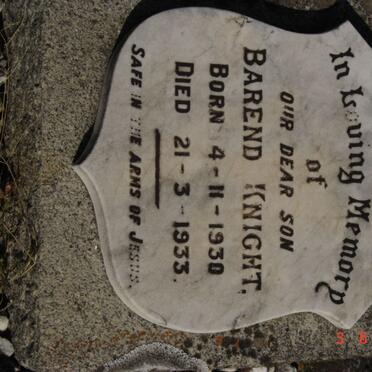 In Loving Memory
of
OUR DEAR SON
BAREND KNIGHT,
BORN 4-11-1930
DIED 21-3-1933.
SAFE IN THE ARMS OF JESUS.